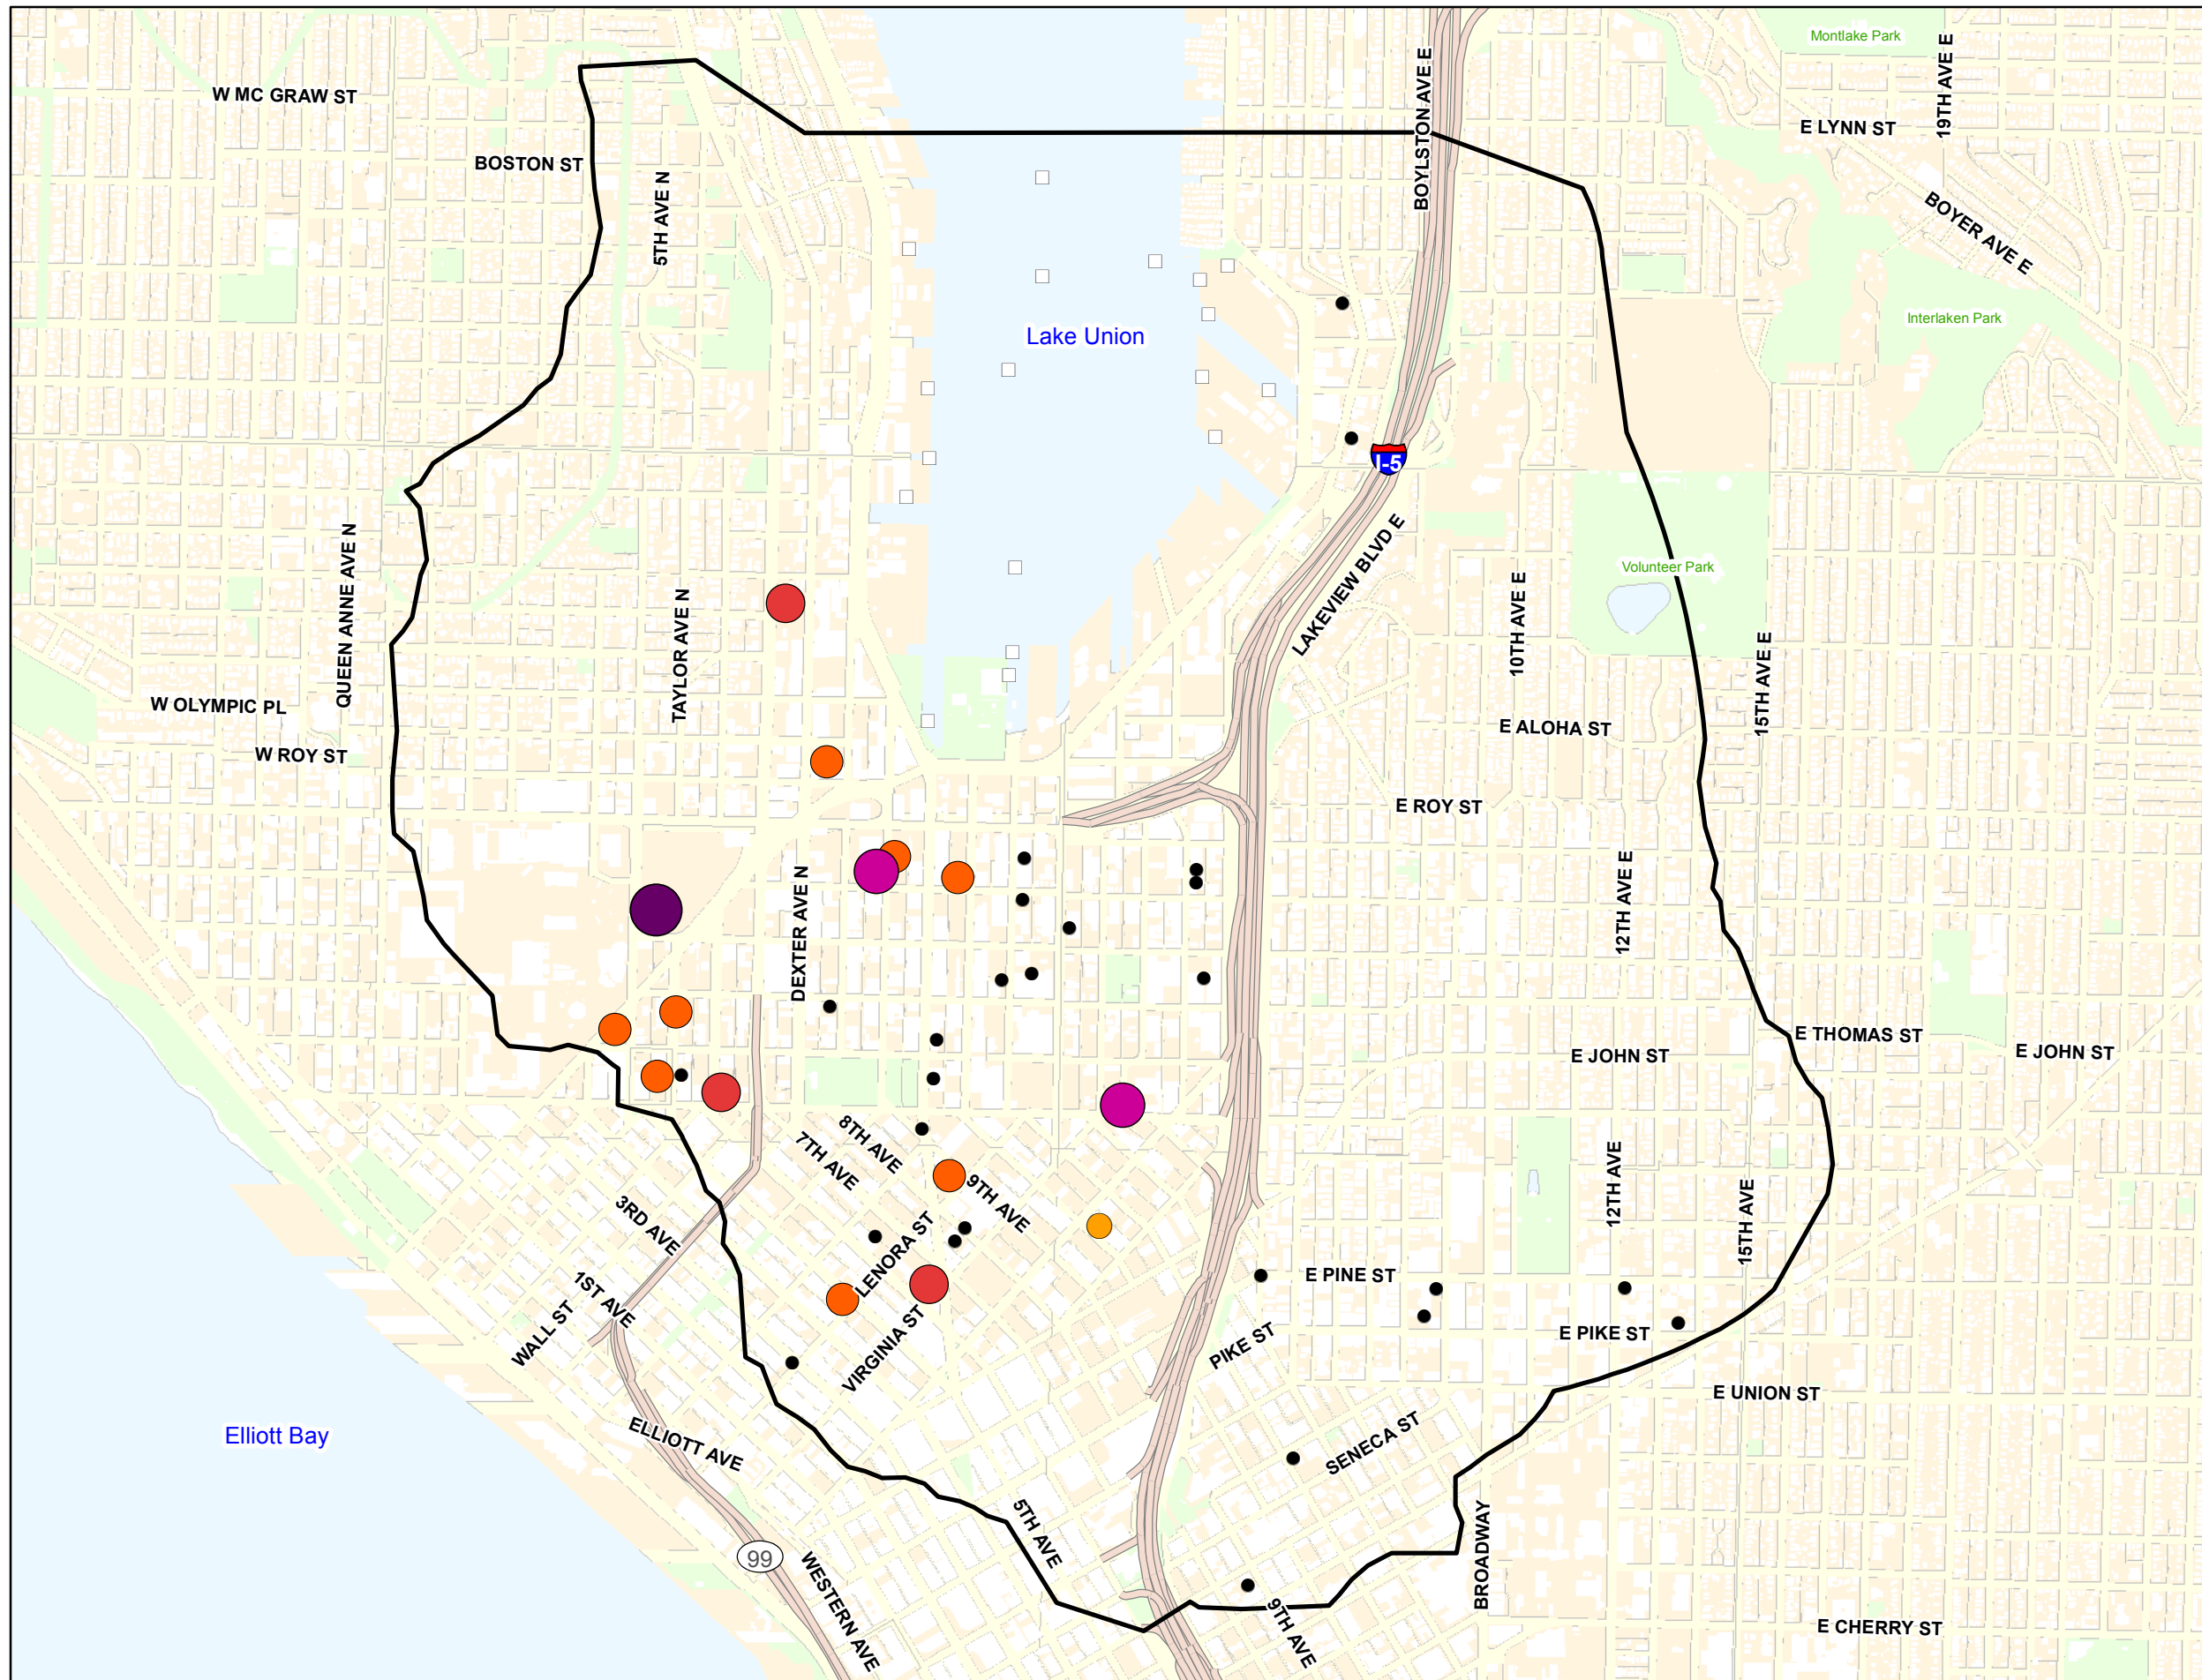 Montlake Park
W MC GRAW ST
BOYLSTON AVE E
19TH AVE E
E LYNN ST
BOSTON ST
5TH AVE N
BOYER AVE E
Lake Union
Interlaken Park
I-5
QUEEN ANNE AVE N
LAKEVIEW BLVD E
Volunteer Park
TAYLOR AVE N
10TH AVE E
15TH AVE E
W OLYMPIC PL
E ALOHA ST
W ROY ST
E ROY ST
DEXTER AVE N
12TH AVE E
E THOMAS ST
E JOHN ST
E JOHN ST
8TH AVE
7TH AVE
9TH AVE
12TH AVE
15TH AVE
3RD AVE
LENORA ST
1ST AVE
E PINE ST
WALL ST
VIRGINIA ST
PIKE ST
E PIKE ST
E UNION ST
Elliott Bay
ELLIOTT AVE
SENECA ST
5TH AVE
BROADWAY
99
WESTERN AVE
9TH AVE
E CHERRY ST